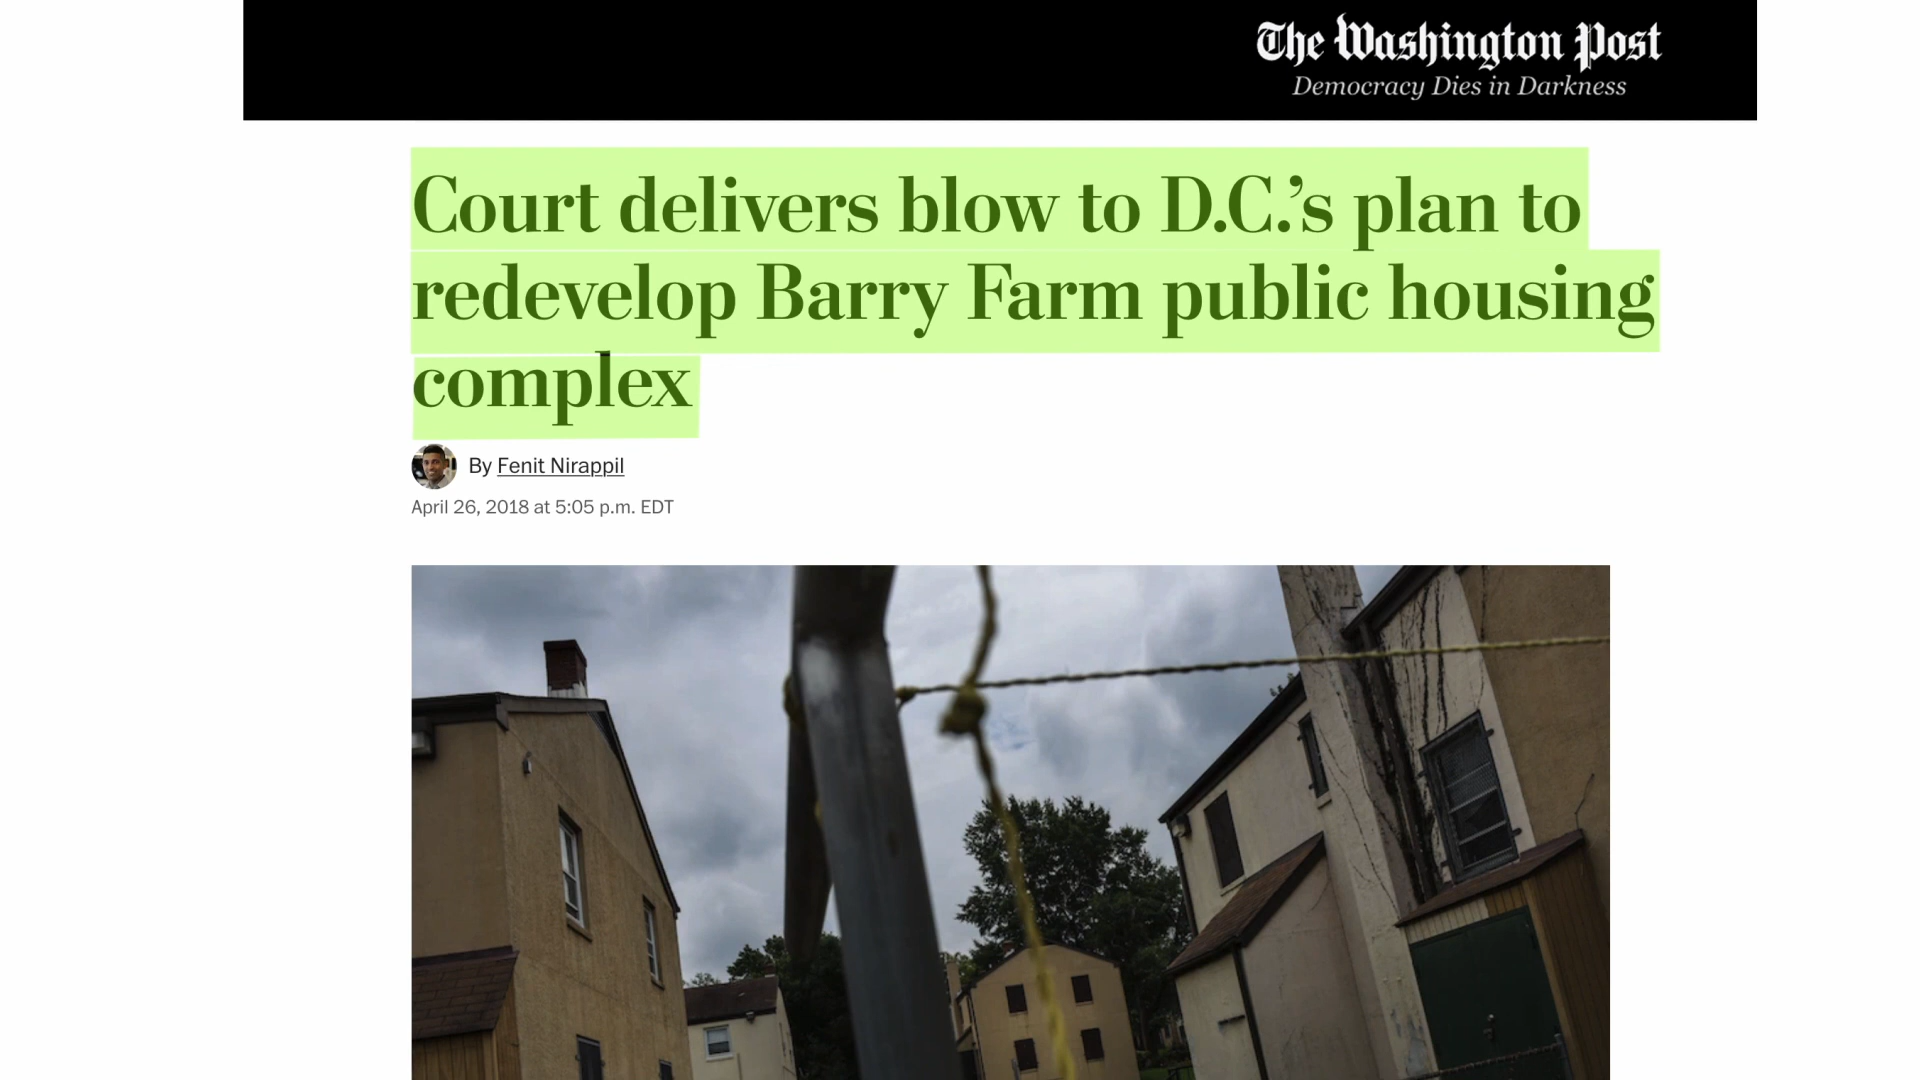 The Washington Post
Democracy Dies in Darkness
Court delivers blow to D.C.’s plan to
redevelop Barry Farm public housing
complex
By Fenit Nirappil
April 26, 2018 at 5:05 p.m. EDT